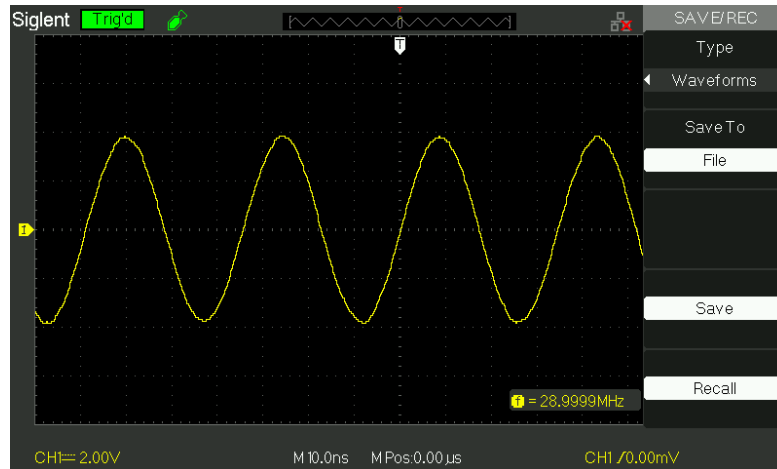 Siglent Trig'd
SAVE/REC
T
Type
Waveforms
Save To
File
Save
Recall
f = 28.9999MHz
CH1 2.00V M 10.0ns M Pos:0.00µs CH1 /0.00mV